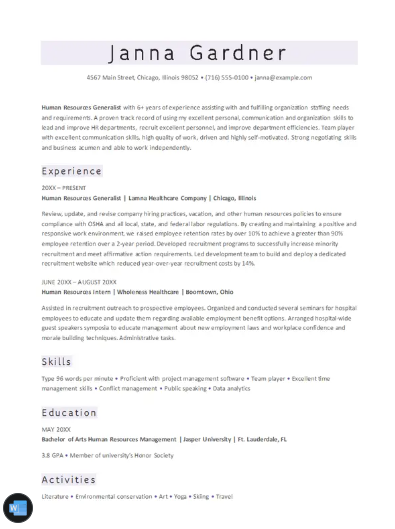 Janna Gardner
4567 Main Street, Chicago, Illinois 98052 • (716) 555-0100 • janna@example.com
Human Resources Generalist with 6+ years of experience assisting with and fulfilling organization staffing needs
and requirements. A proven track record of using my excellent personal, communication and organization skills to
lead and improve HR departments, recruit excellent personnel, and improve department efficiencies. Team player
with excellent communication skills, high quality of work, driven and highly self-motivated. Strong negotiating skills
and business acumen and able to work independently.
Experience
20XX – PRESENT
Human Resources Generalist | Lamna Healthcare Company | Chicago, Illinois
Review, update, and revise company hiring practices, vacation, and other human resources policies to ensure
compliance with OSHA and all local, state, and federal labor regulations. By creating and maintaining a positive and
responsive work environment, we raised employee retention rates by over 10% to achieve a greater than 90%
employee retention over a 2-year period. Developed recruitment programs to successfully increase minority
recruitment and meet affirmative action requirements. Led development team to build and deploy a dedicated
recruitment website which reduced year-over-year recruitment costs by 14%.
JUNE 20XX – AUGUST 20XX
Human Resources Intern | Wholeness Healthcare | Boomtown, Ohio
Assisted in recruitment outreach to prospective employees. Organized and conducted several seminars for hospital
employees to educate and update them regarding available employment benefit options. Arranged hospital-wide
guest speakers symposia to educate management about new employment laws and workplace confidence and
morale building techniques. Administrative tasks.
Skills
Type 96 words per minute • Proficient with project management software • Team player • Excellent time
management skills • Conflict management • Public speaking • Data analytics
Education
MAY 20XX
Bachelor of Arts Human Resources Management | Jasper University | Ft. Lauderdale, FL
3.8 GPA • Member of university's Honor Society
Activities
Literature • Environmental conservation • Art • Yoga • Skiing • Travel
W